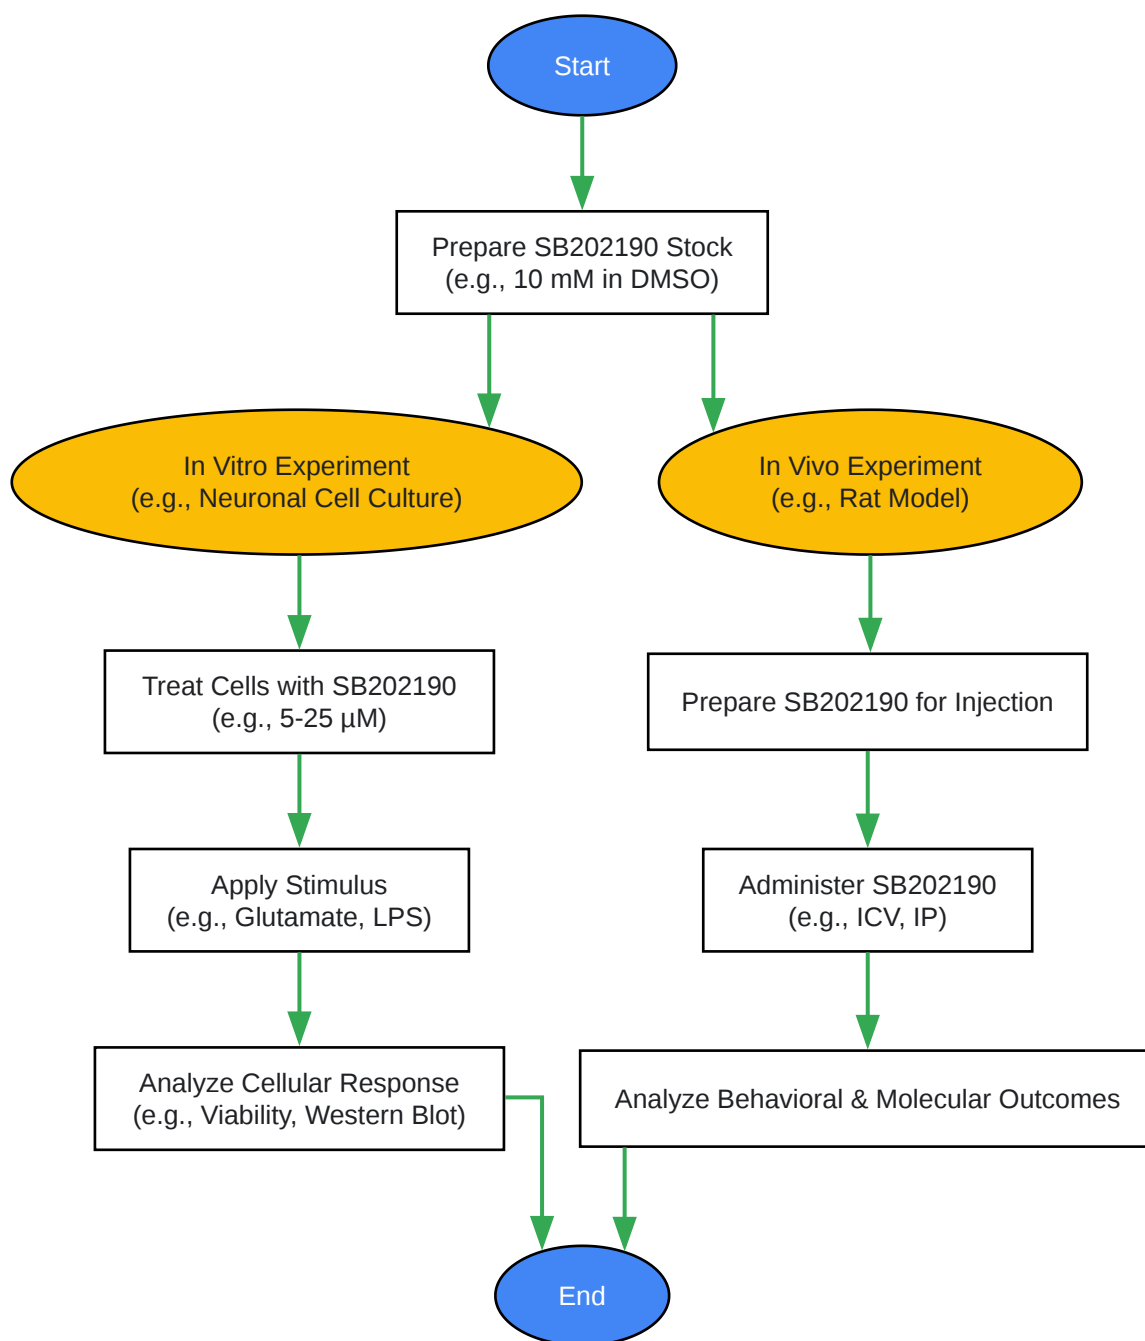 Start
Prepare SB202190 Stock
(e.g., 10 mM in DMSO)
In Vitro Experiment
(e.g., Neuronal Cell Culture)
In Vivo Experiment
(e.g., Rat Model)
Treat Cells with SB202190
(e.g., 5-25 µM)
Prepare SB202190 for Injection
Apply Stimulus
(e.g., Glutamate, LPS)
Administer SB202190
(e.g., ICV, IP)
Analyze Cellular Response
(e.g., Viability, Western Blot)
Analyze Behavioral & Molecular Outcomes
End